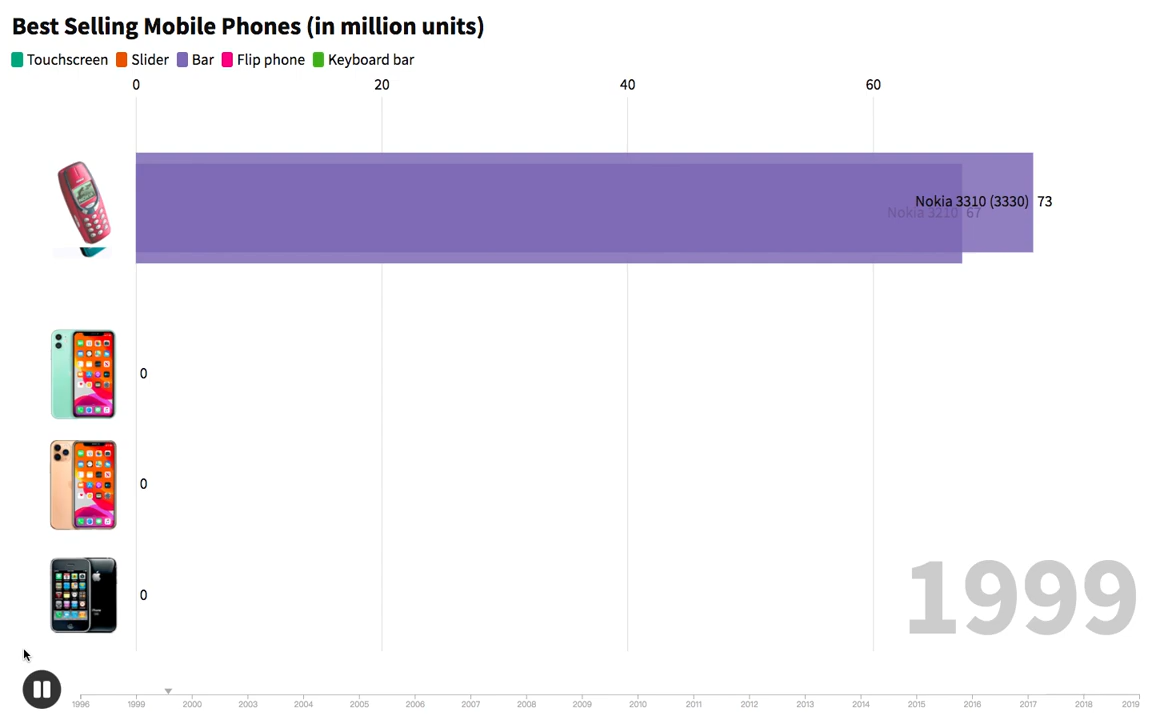 Best Selling Mobile Phones (in million units)
Touchscreen Slider Bar Flip phone Keyboard bar
0 20 40 60
Nokia 3310 (3330) 73
Nokia 3210 67
0
0
0
1999
1996 1999 2000 2002 2003 2004 2005 2006 2007 2009 2010 2011 2012 2013 2014 2015 2016 2017 2018 2019